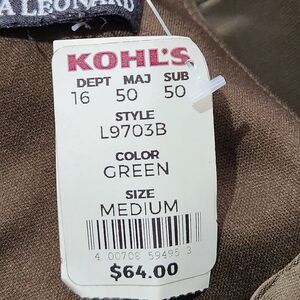 A LEONARD
KOHL'S
DEPT MAJ SUB
16 50 50
STYLE
L9703B
COLOR
GREEN
SIZE
MEDIUM
4 00708 59495 3
$64.00